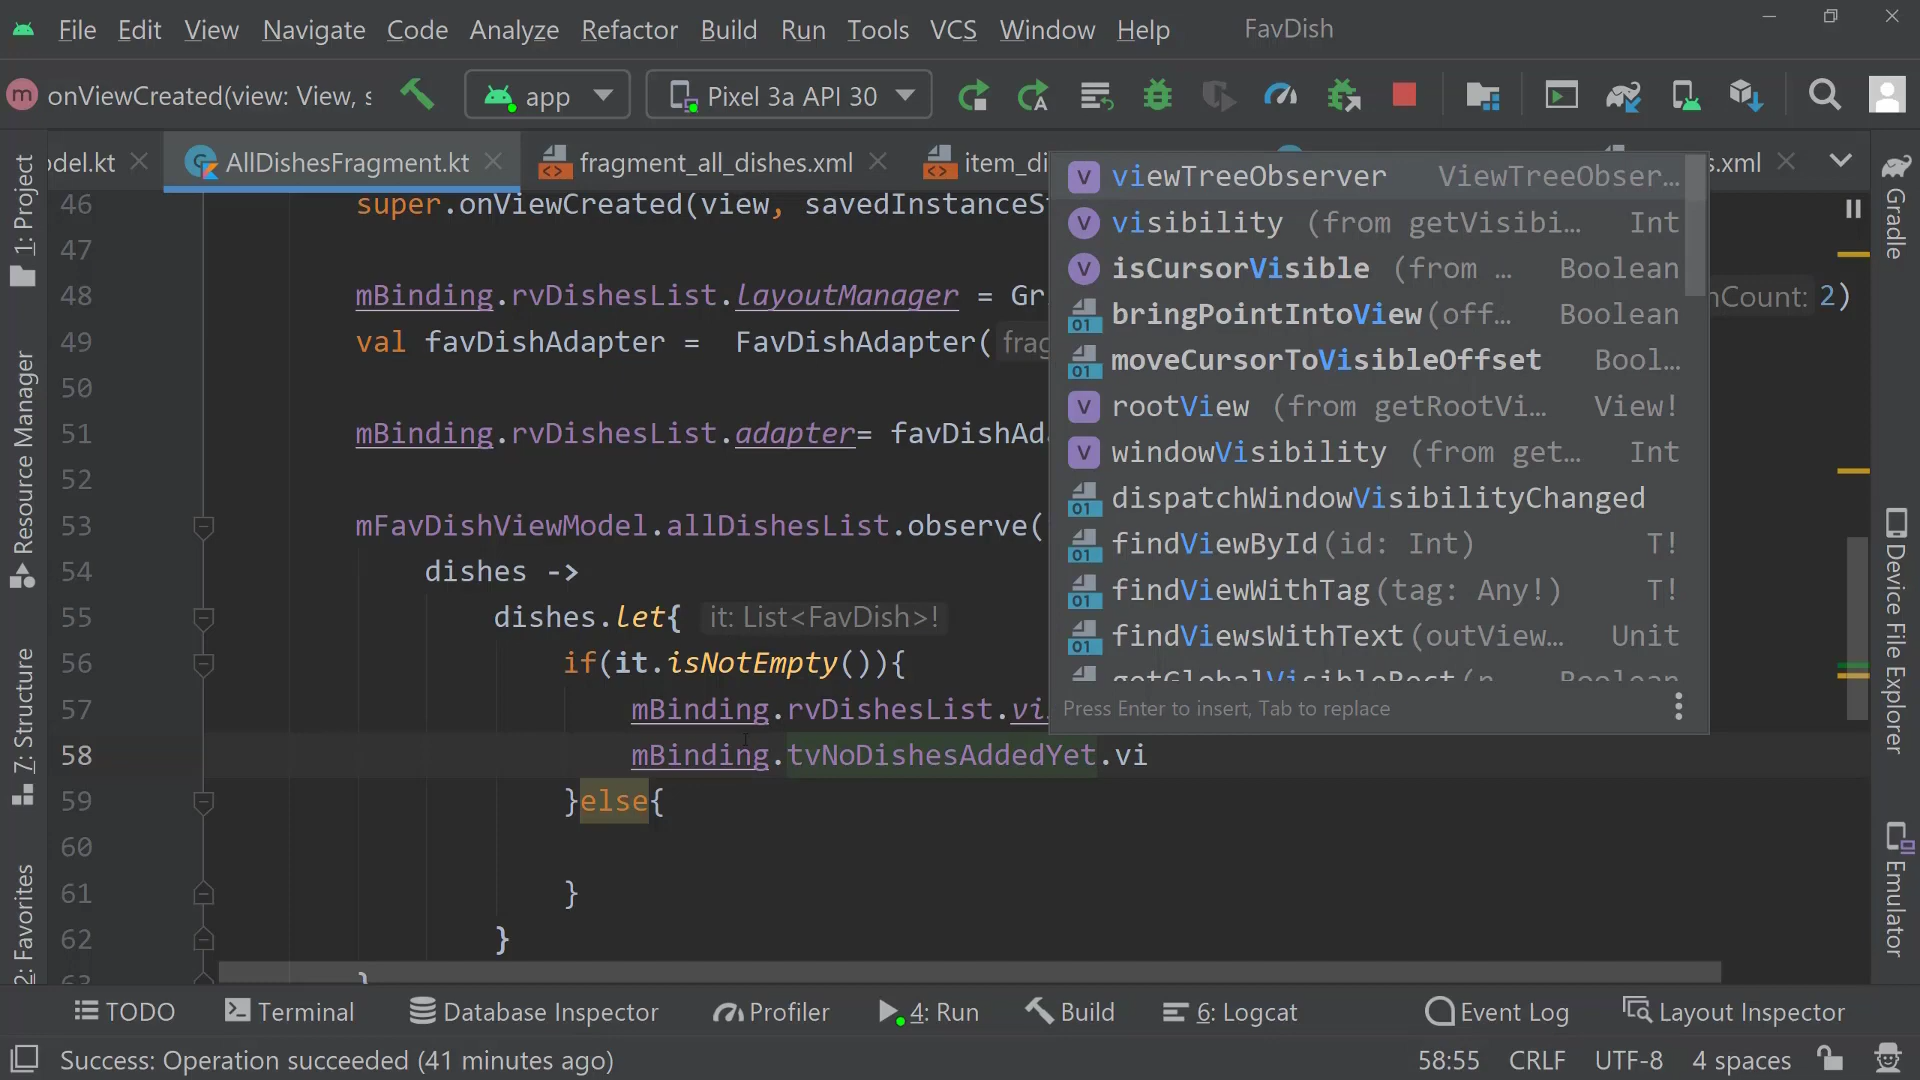 File Edit View Navigate Code Analyze Refactor Build Run Tools VCS Window Help FavDish
m onViewCreated(view: View, s app Pixel 3a API 30
del.kt AllDishesFragment.kt fragment_all_dishes.xml item_di s.xml
46 super.onViewCreated(view, savedInstanceSt
47
48 mBinding.rvDishesList.layoutManager = Gr nCount: 2)
49 val favDishAdapter = FavDishAdapter( frag
50
51 mBinding.rvDishesList.adapter= favDishAd
52
53 mFavDishViewModel.allDishesList.observe(
54 dishes ->
55 dishes.let{ it: List<FavDish>!
56 if(it.isNotEmpty()){
57 mBinding.rvDishesList.vi
58 mBinding.tvNoDishesAddedYet.vi
59 }else{
60
61 }
62 }
63 }
viewTreeObserver ViewTreeObser…
visibility (from getVisibi… Int
isCursorVisible (from … Boolean
bringPointIntoView(off… Boolean
moveCursorToVisibleOffset Bool…
rootView (from getRootVi… View!
windowVisibility (from get… Int
dispatchWindowVisibilityChanged
findViewById(id: Int) T!
findViewWithTag(tag: Any!) T!
findViewsWithText(outView… Unit
getGlobalVisibleRect(r… Boolean
Press Enter to insert, Tab to replace
1: Project
Resource Manager
7: Structure
2: Favorites
Gradle
Device File Explorer
Emulator
TODO Terminal Database Inspector Profiler 4: Run Build 6: Logcat Event Log Layout Inspector
Success: Operation succeeded (41 minutes ago) 58:55 CRLF UTF-8 4 spaces